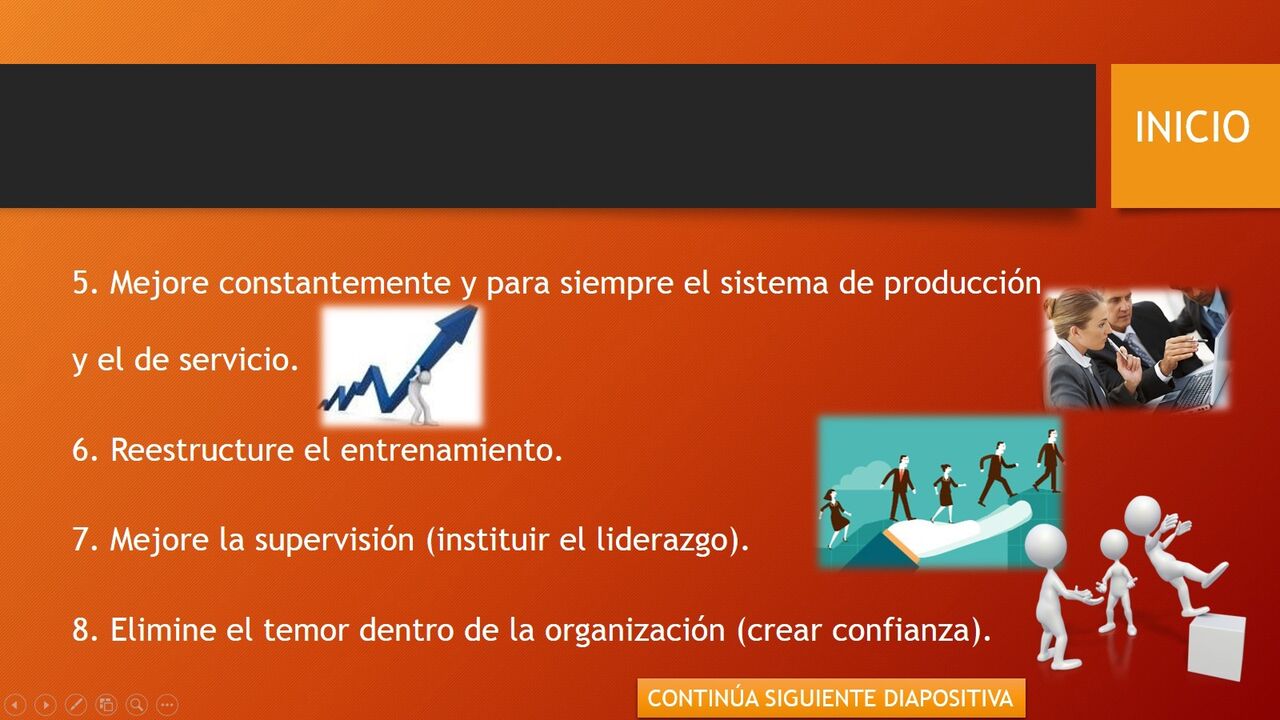 INICIO
5. Mejore constantemente y para siempre el sistema de producción
y el de servicio.
6. Reestructure el entrenamiento.
7. Mejore la supervisión (instituir el liderazgo).
8. Elimine el temor dentro de la organización (crear confianza).
CONTINÚA SIGUIENTE DIAPOSITIVA